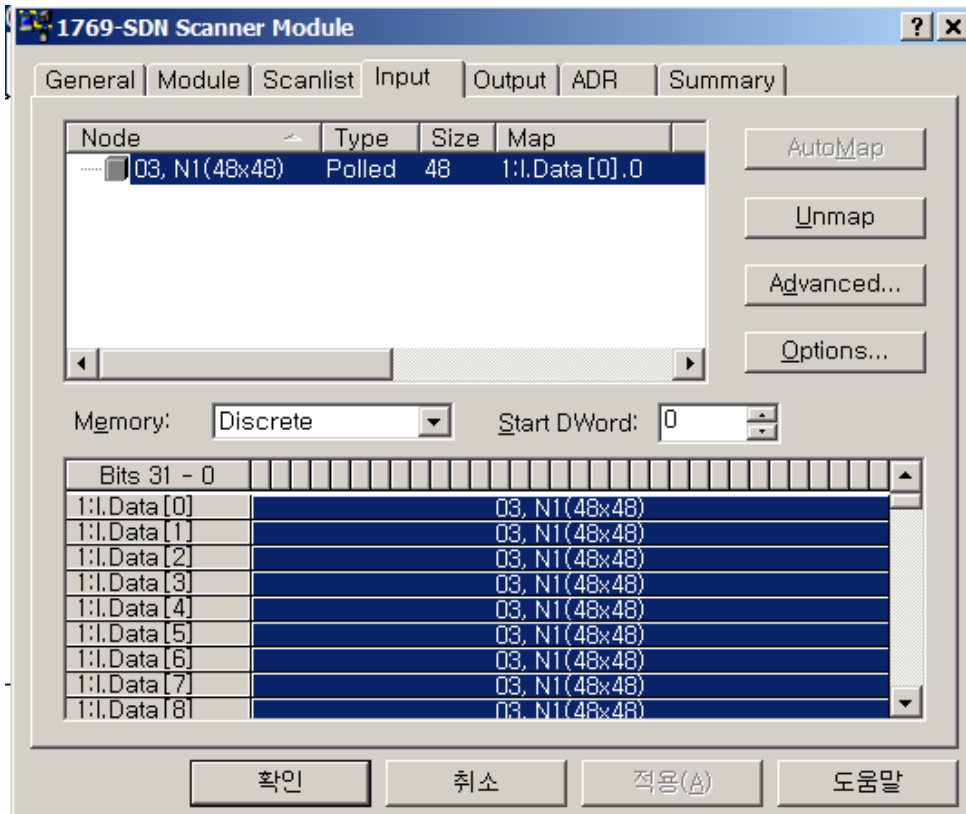 1769-SDN Scanner Module
General Module Scanlist Input Output ADR Summary
Node Type Size Map
03, N1(48x48) Polled 48 1:I.Data[0].0
AutoMap
Unmap
Advanced...
Options...
Memory: Discrete Start DWord: 0
Bits 31 - 0
1:I.Data[0] 03, N1(48x48)
1:I.Data[1] 03, N1(48x48)
1:I.Data[2] 03, N1(48x48)
1:I.Data[3] 03, N1(48x48)
1:I.Data[4] 03, N1(48x48)
1:I.Data[5] 03, N1(48x48)
1:I.Data[6] 03, N1(48x48)
1:I.Data[7] 03, N1(48x48)
1:I.Data[8] 03, N1(48x48)
확인 취소 적용(A) 도움말